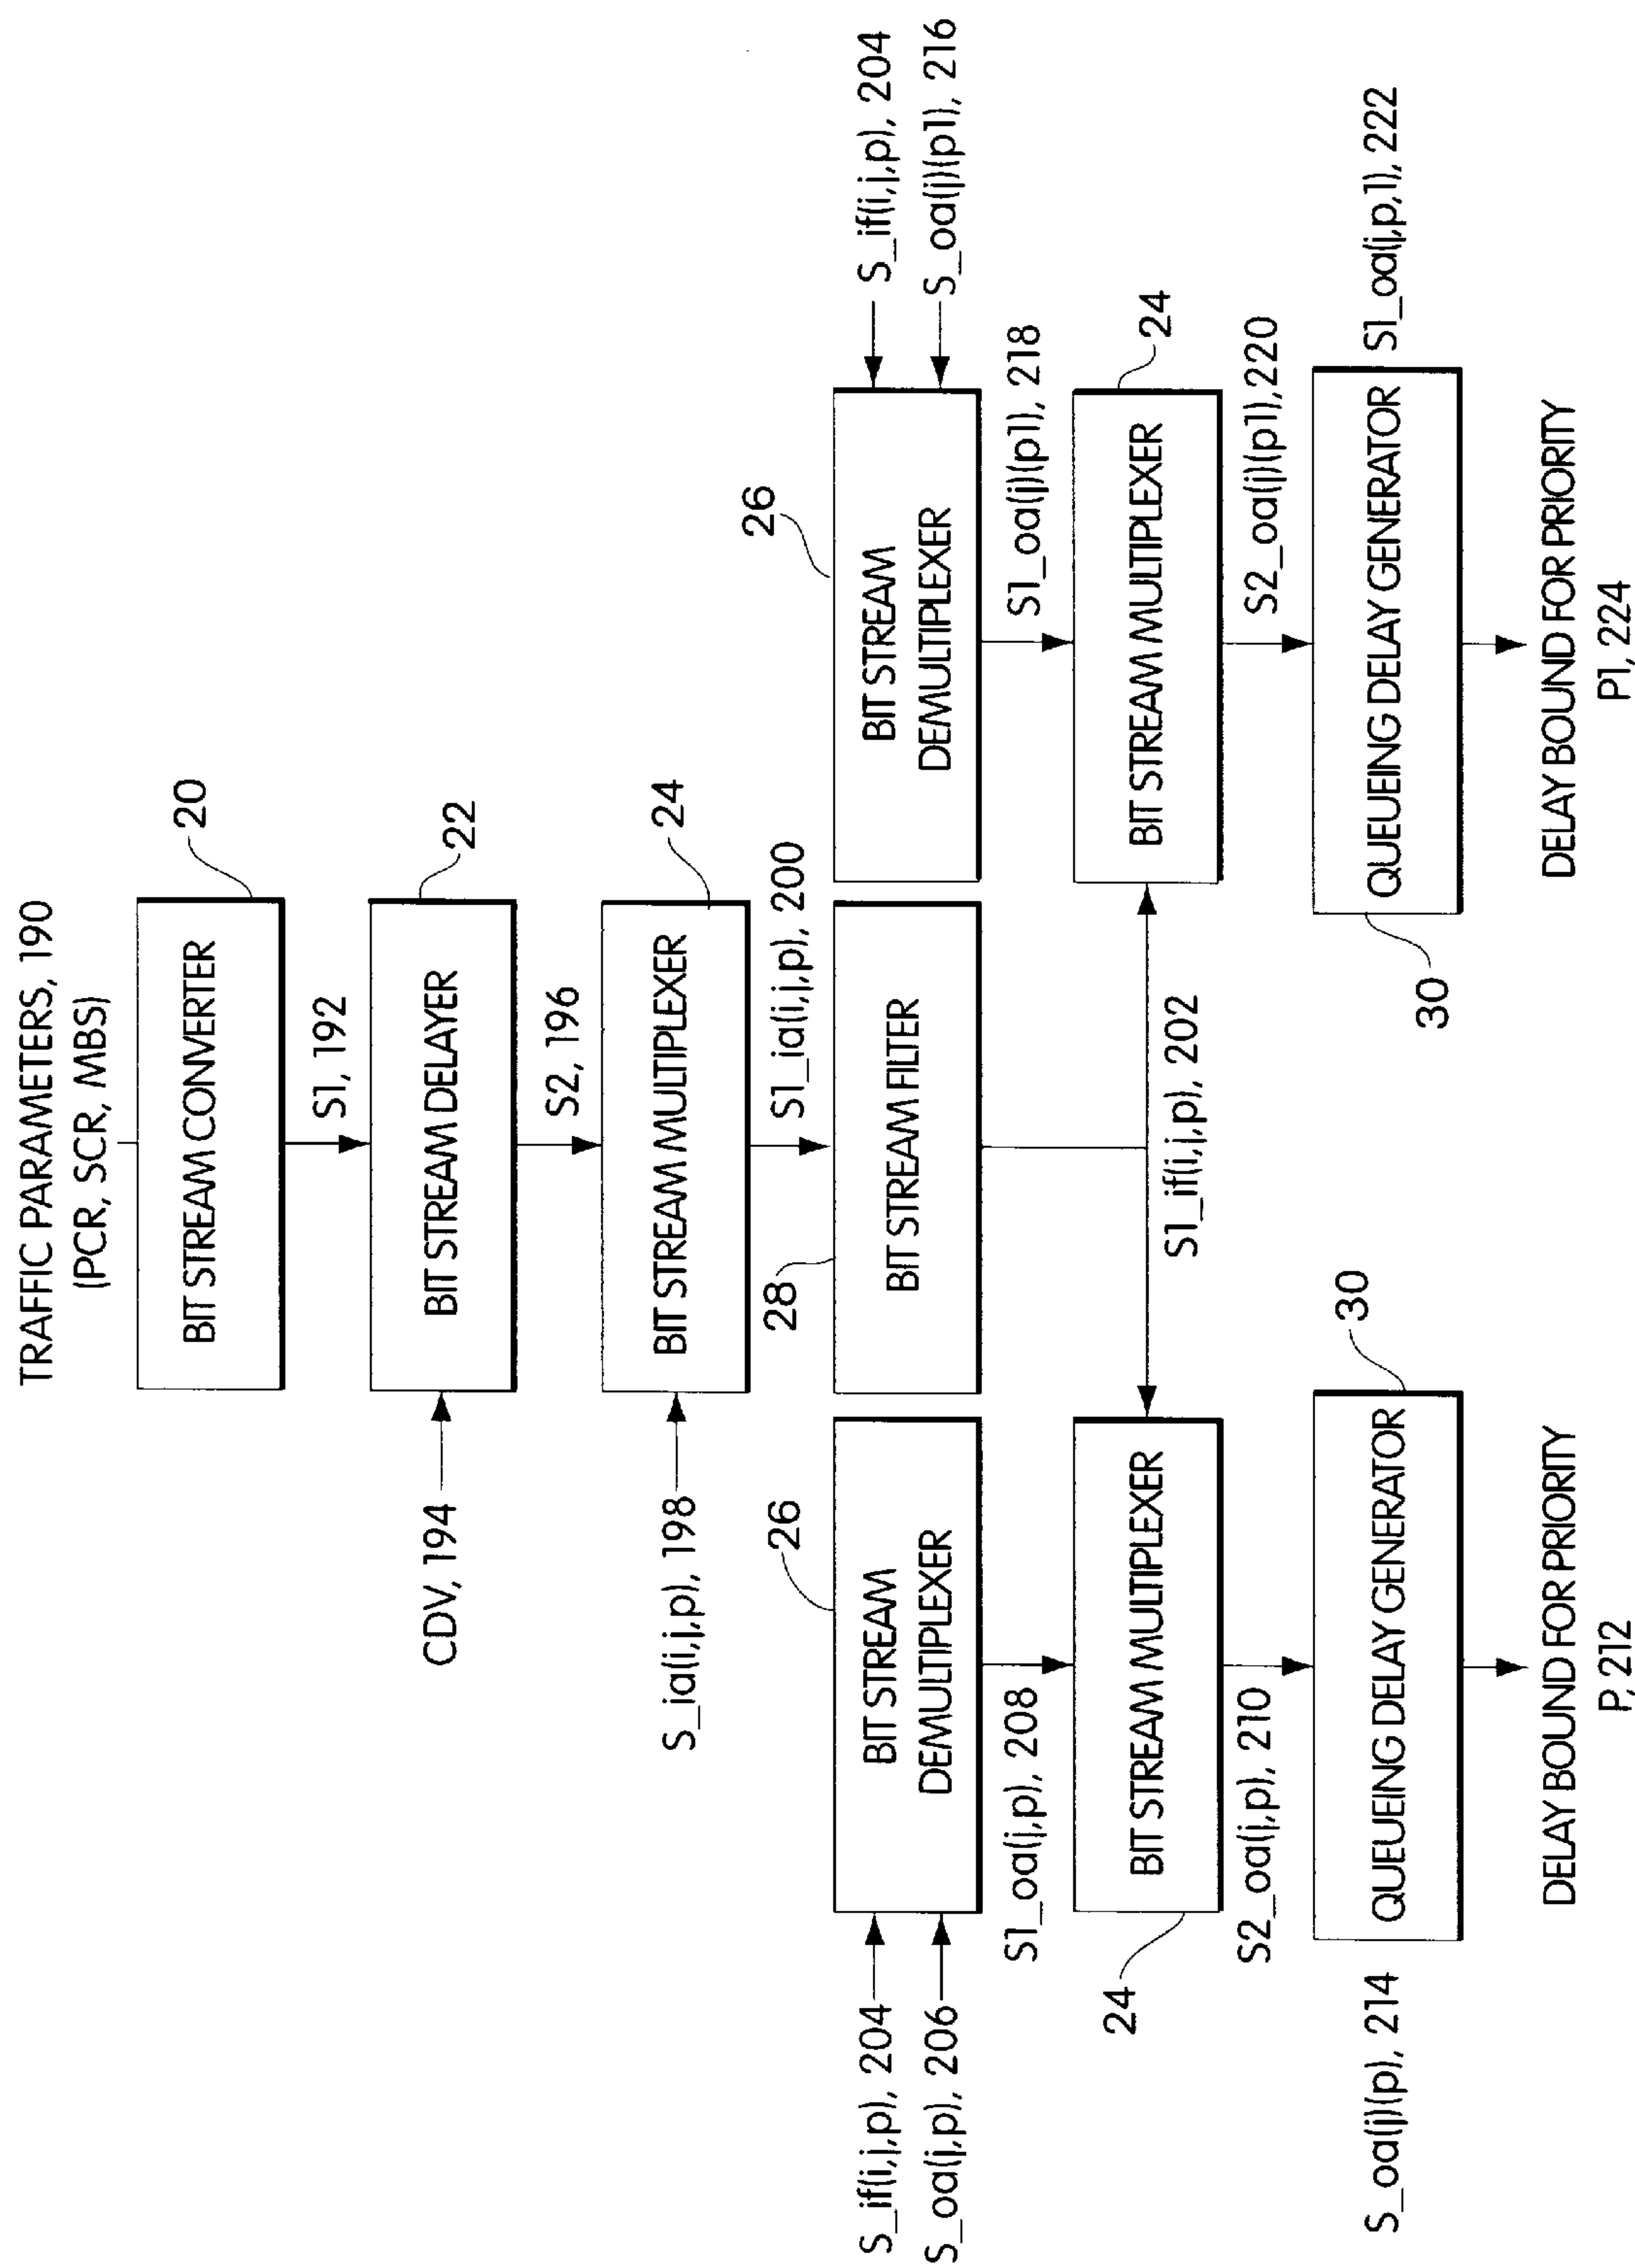 TRAFFIC PARAMETERS, 190
(PCR, SCR, MBS)
BIT STREAM CONVERTER
20
S1, 192
CDV, 194
BIT STREAM DELAYER
22
S2, 196
S_ia(i,j,p), 198
BIT STREAM MULTIPLEXER
24
S1_ia(i,j,p), 200
S_if(i,j,p), 204
S_oa(j,p), 206
BIT STREAM
DEMULTIPLEXER
26
28
BIT STREAM FILTER
26
BIT STREAM
DEMULTIPLEXER
S_if(i,j,p), 204
S_oa(j)(p1), 216
S1_oa(j,p), 208
S1_oa(j)(p1), 218
24
BIT STREAM MULTIPLEXER
S1_if(i,j,p), 202
BIT STREAM MULTIPLEXER
24
S2_oa(j,p), 210
S2_oa(j)(p1),220
S_oa(j)(p), 214
QUEUEING DELAY GENERATOR
30
30
QUEUEING DELAY GENERATOR
S1_oa(j,p,1), 222
DELAY BOUND FOR PRIORITY
P, 212
DELAY BOUND FOR PRIORITY
P1, 224